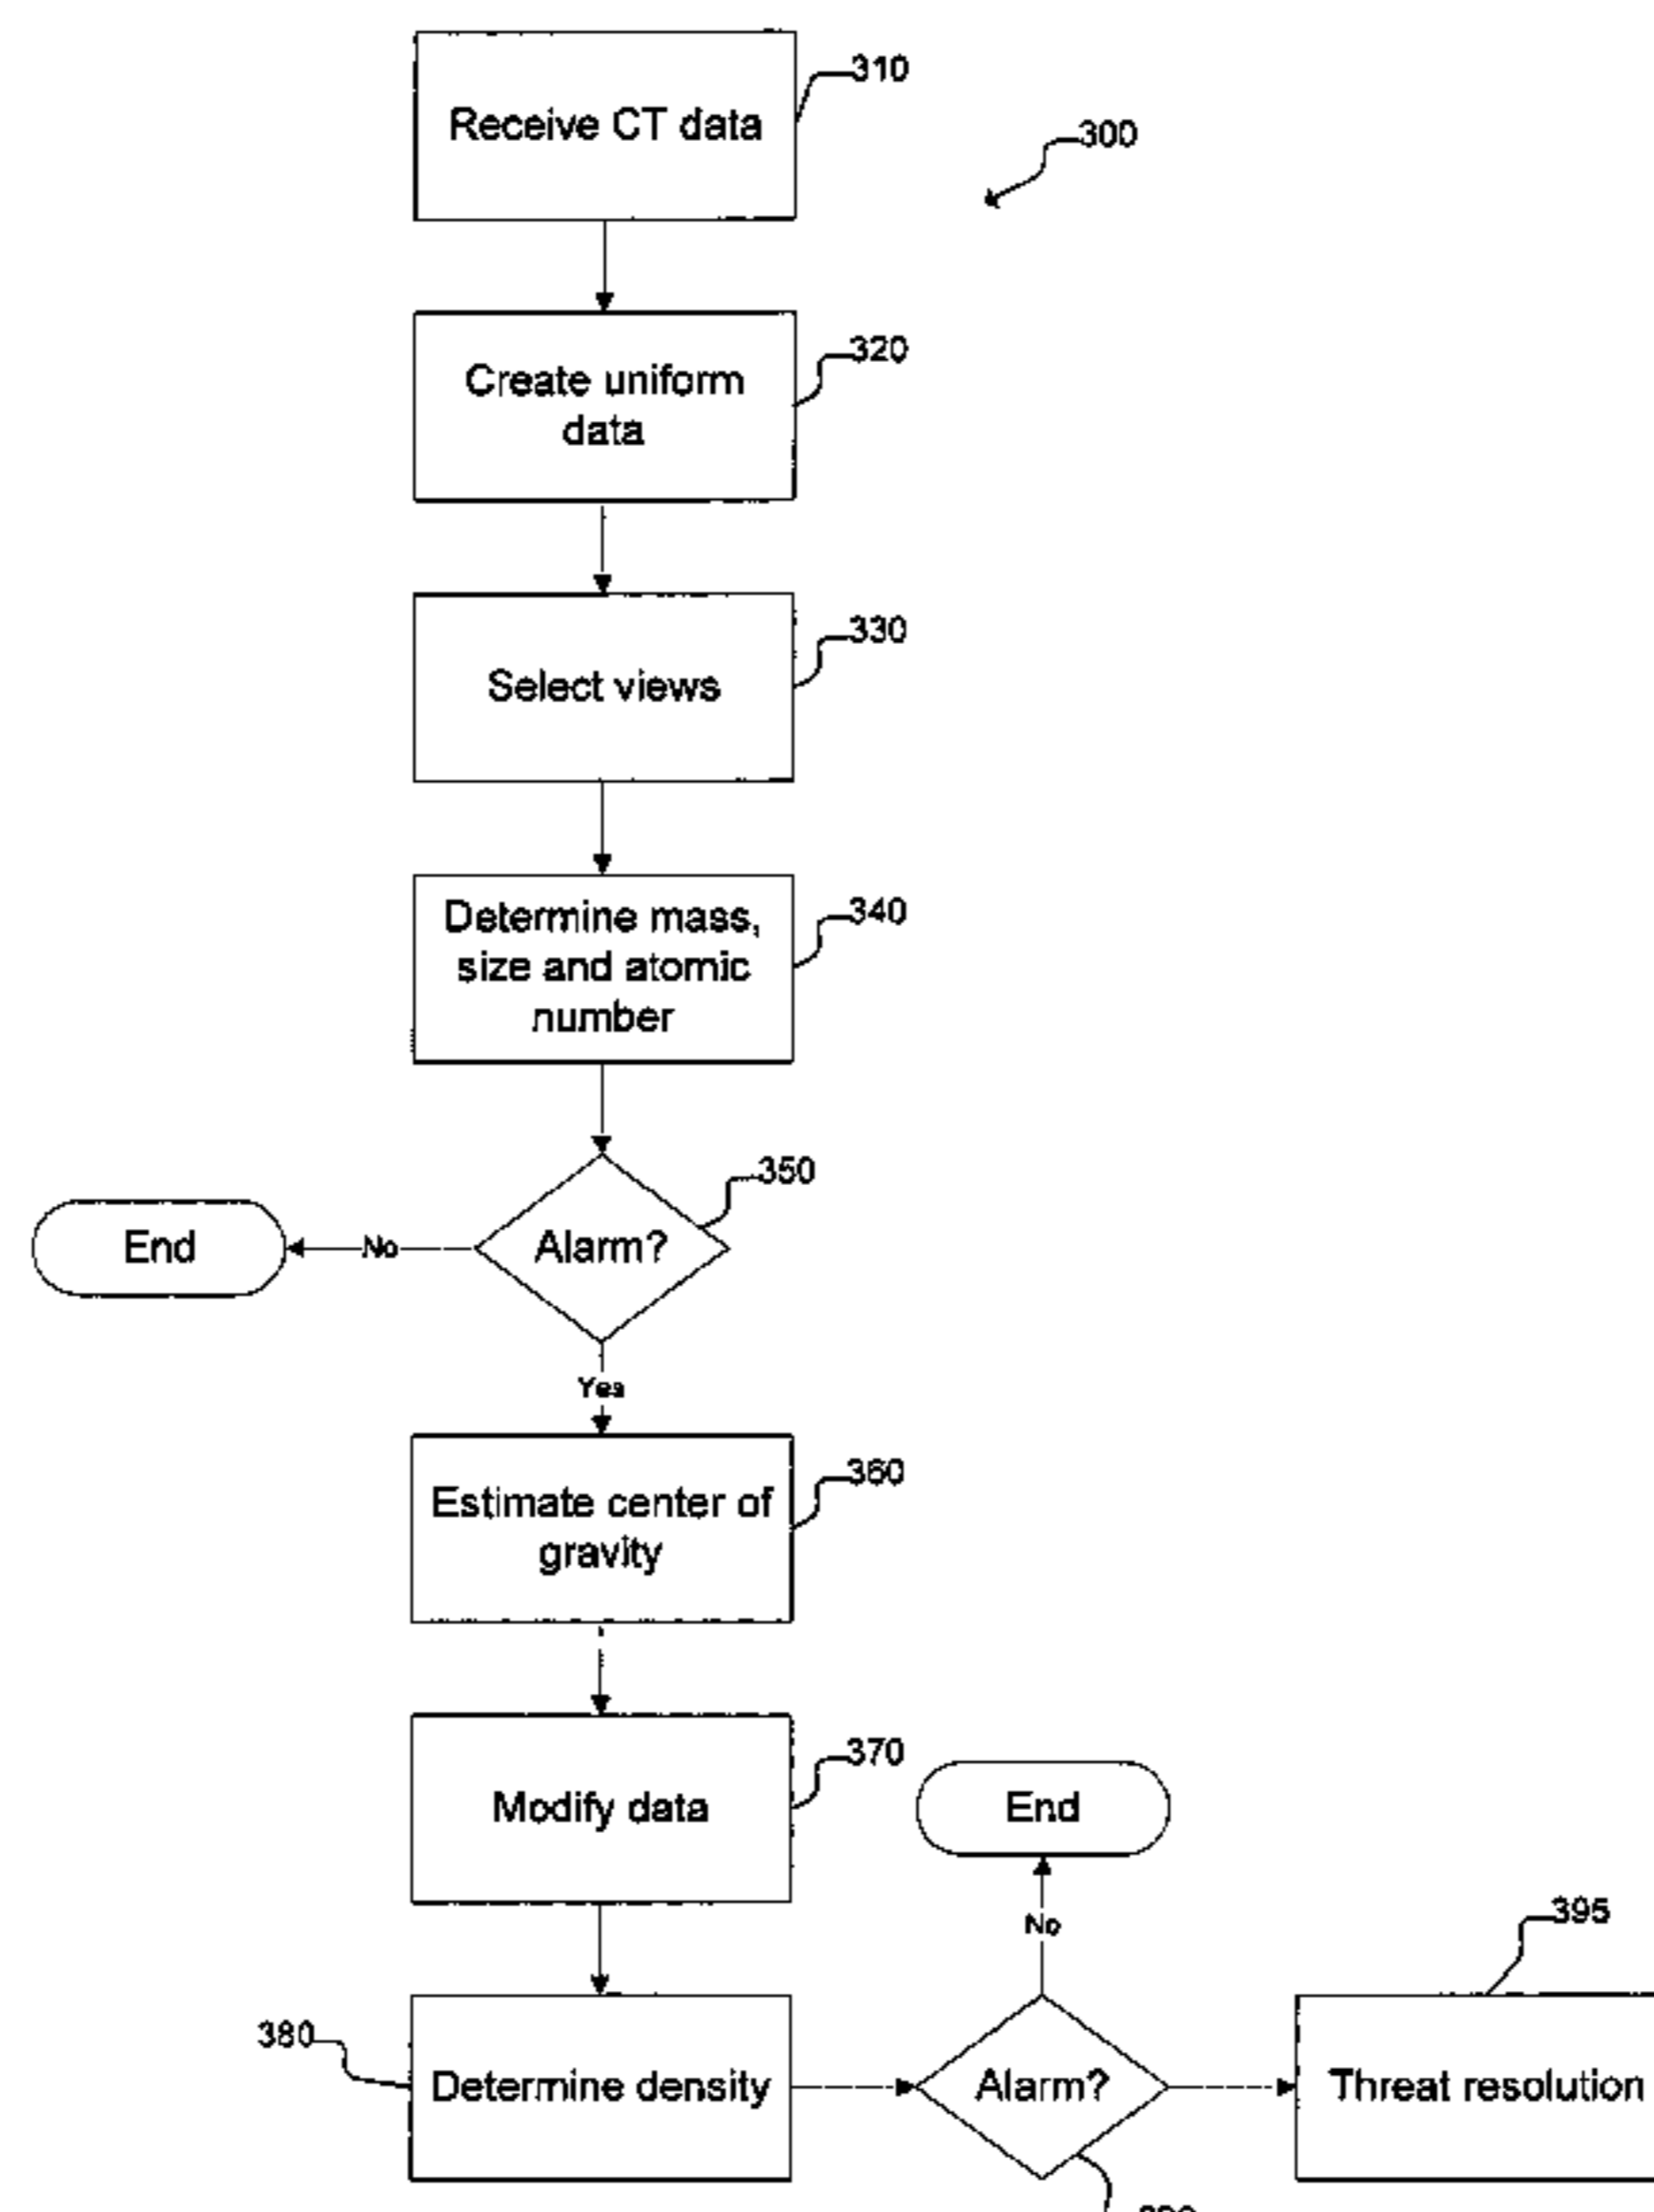 310
Receive CT data
300
320
Create uniform
data
330
Select views
340
Determine mass,
size and atomic
number
350
End
No
Alarm?
Yes
360
Estimate center of
gravity
370
Modify data
End
No
395
380
Determine density
Alarm?
Threat resolution